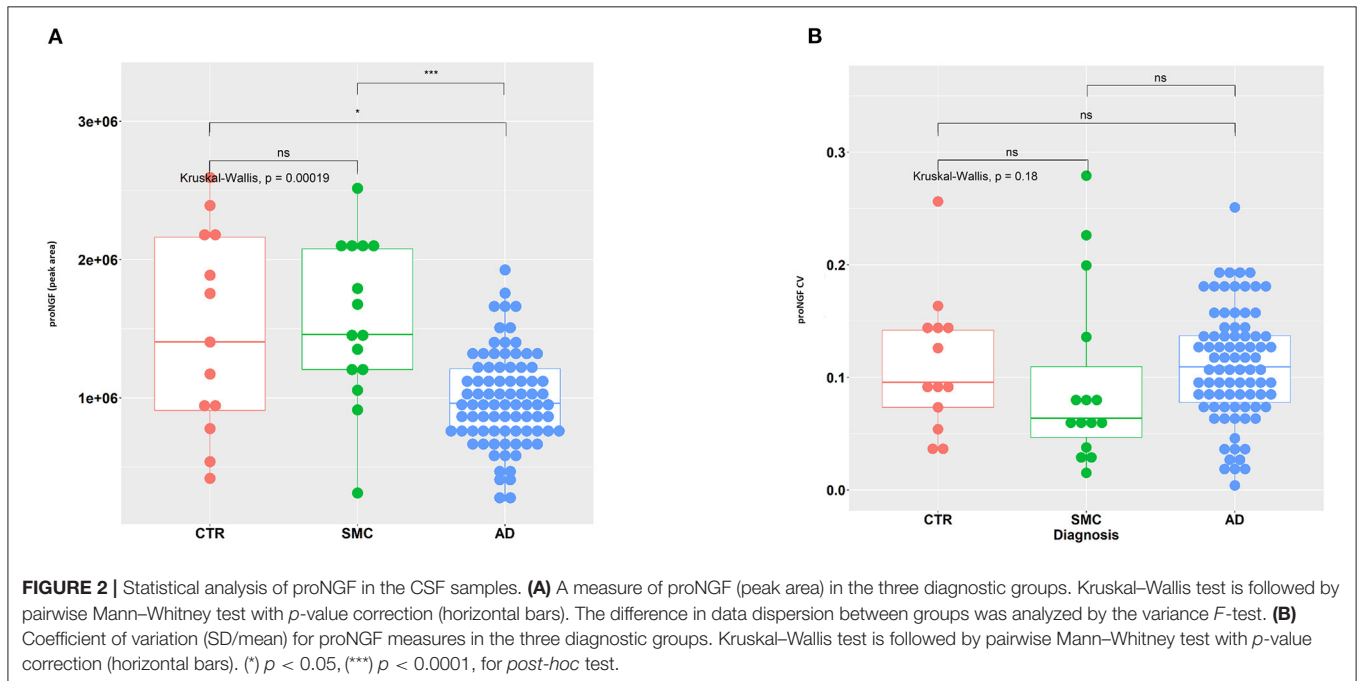 A
***
*
ns
Kruskal-Wallis, p = 0.00019
3e+06
2e+06
1e+06
proNGF (peak area)
CTR
SMC
AD
B
ns
ns
ns
Kruskal-Wallis, p = 0.18
0.3
0.2
0.1
0.0
proNGF CV
CTR
SMC
AD
Diagnosis
FIGURE 2 | Statistical analysis of proNGF in the CSF samples. (A) A measure of proNGF (peak area) in the three diagnostic groups. Kruskal–Wallis test is followed by
pairwise Mann–Whitney test with p-value correction (horizontal bars). The difference in data dispersion between groups was analyzed by the variance F-test. (B)
Coefficient of variation (SD/mean) for proNGF measures in the three diagnostic groups. Kruskal–Wallis test is followed by pairwise Mann–Whitney test with p-value
correction (horizontal bars). (*) p < 0.05, (***) p < 0.0001, for post-hoc test.